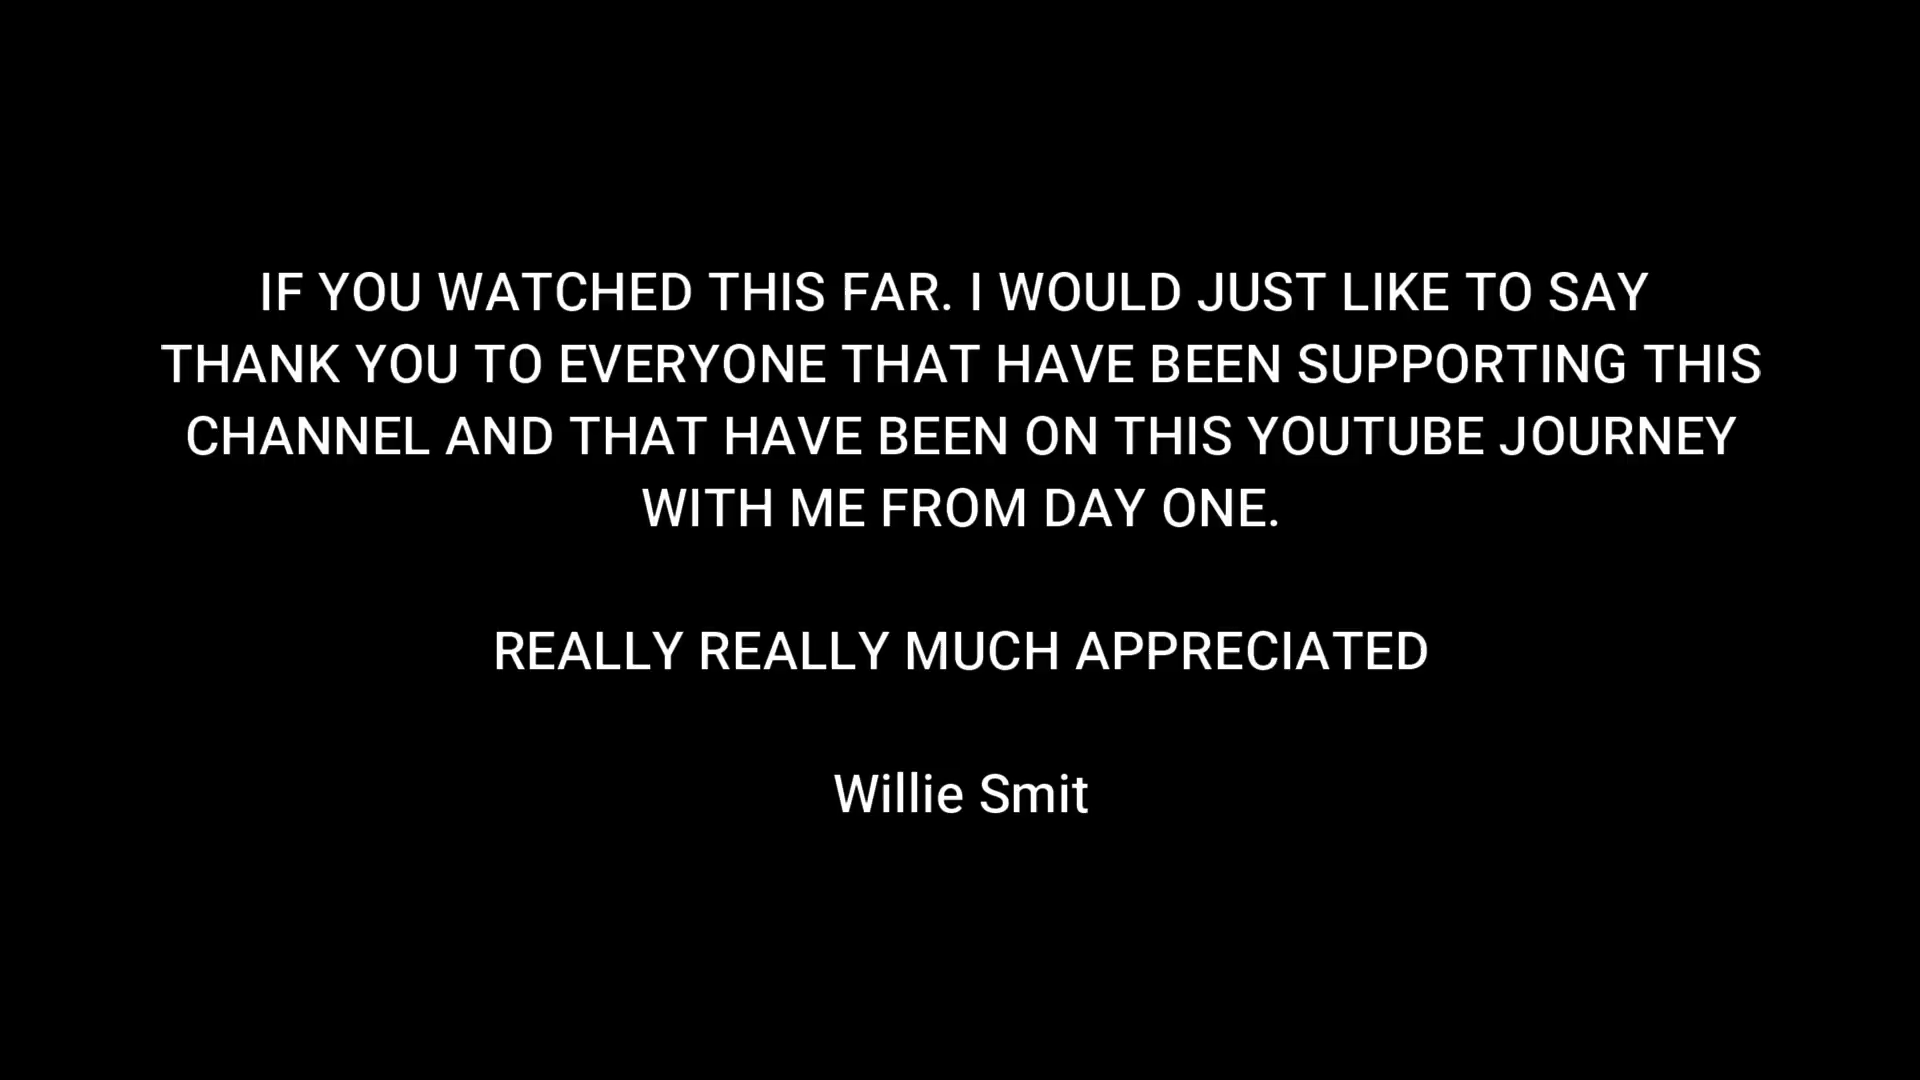 IF YOU WATCHED THIS FAR. I WOULD JUST LIKE TO SAY
THANK YOU TO EVERYONE THAT HAVE BEEN SUPPORTING THIS
CHANNEL AND THAT HAVE BEEN ON THIS YOUTUBE JOURNEY
WITH ME FROM DAY ONE.
REALLY REALLY MUCH APPRECIATED
Willie Smit